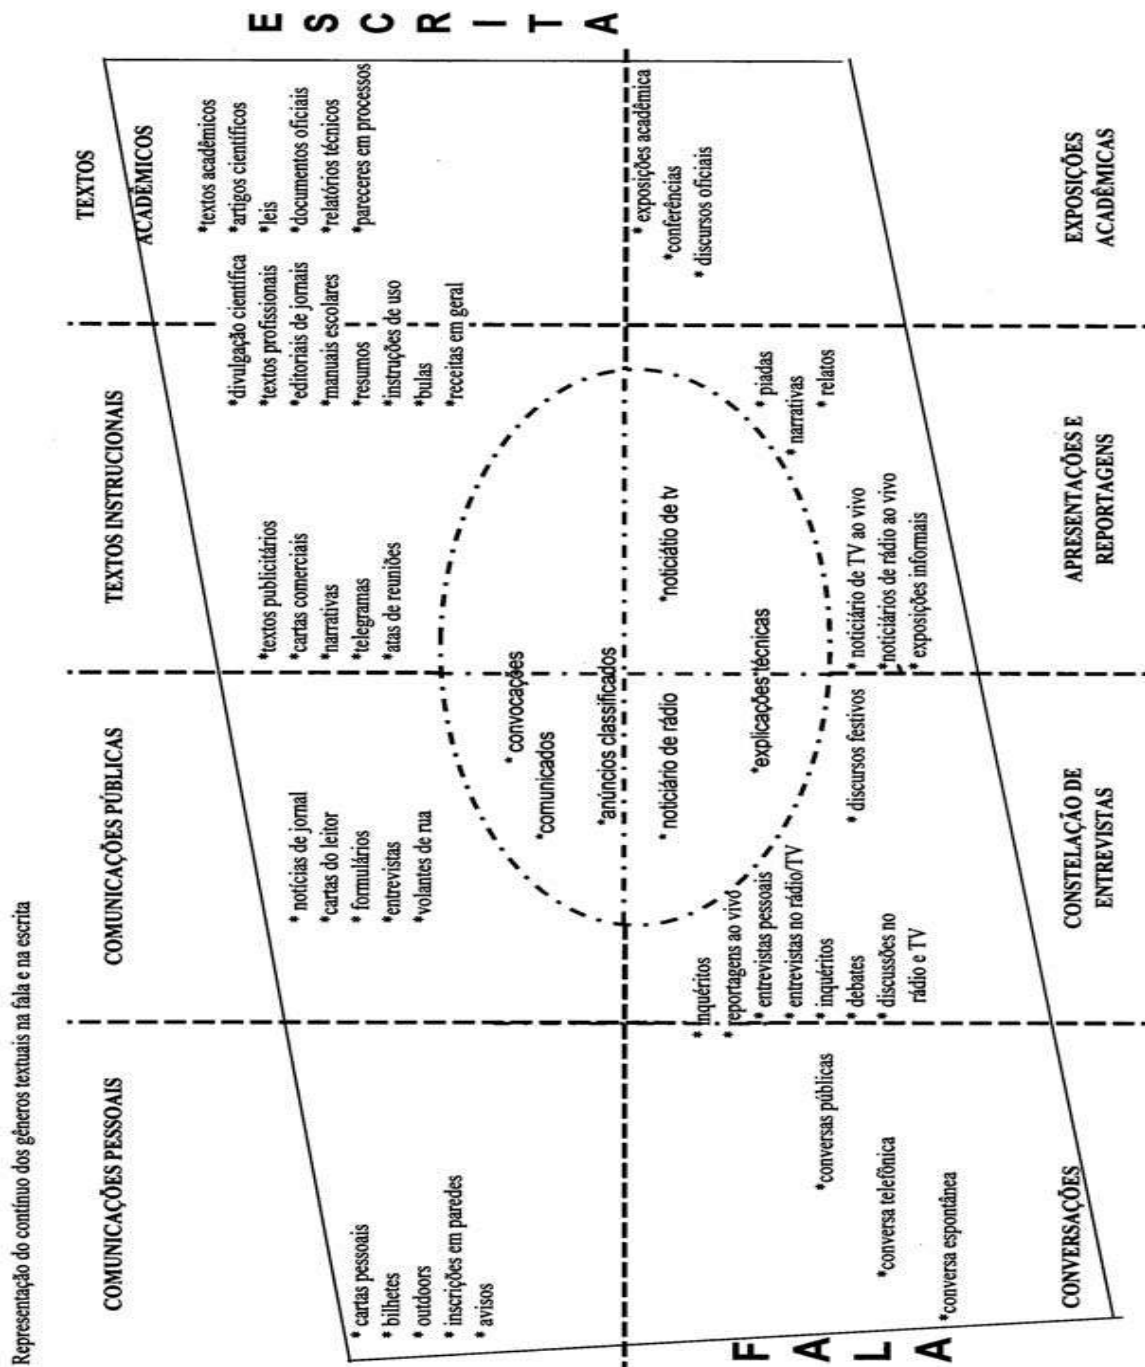 Representação do contínuo dos gêneros textuais na fala e na escrita
COMUNICAÇÕES PESSOAIS
COMUNICAÇÕES PÚBLICAS
TEXTOS INSTRUCIONAIS
TEXTOS
ACADÊMICOS
ESCRITA
* cartas pessoais
* bilhetes
* outdoors
* inscrições em paredes
* avisos
* notícias de jornal
*cartas do leitor
* formulários
*entrevistas
*volantes de rua
*textos publicitários
*cartas comerciais
*narrativas
*telegramas
*atas de reuniões
*divulgação científica
*textos profissionais
*editoriais de jornais
*manuais escolares
*resumos
*instruções de uso
*bulas
*receitas em geral
*textos acadêmicos
*artigos científicos
*leis
*documentos oficiais
*relatórios técnicos
*pareceres em processos
*convocações
*comunicados
*anúncios classificados
* noticiário de rádio
*noticiátio de tv
*explicações técnicas
*conversas públicas
*conversa telefônica
*conversa espontânea
* inquéritos
* reportagens ao vivo
* entrevistas pessoais
* entrevistas no rádio/TV
* inquéritos
* debates
* discussões no
rádio e TV
* discursos festivos
* noticiário de TV ao vivo
*noticiários de rádio ao vivo
* exposições informais
* piadas
* narrativas
* relatos
* exposições acadêmica
*conferências
* discursos oficiais
FALA
CONVERSAÇÕES
CONSTELAÇÃO DE
ENTREVISTAS
APRESENTAÇÕES E
REPORTAGENS
EXPOSIÇÕES
ACADÊMICAS